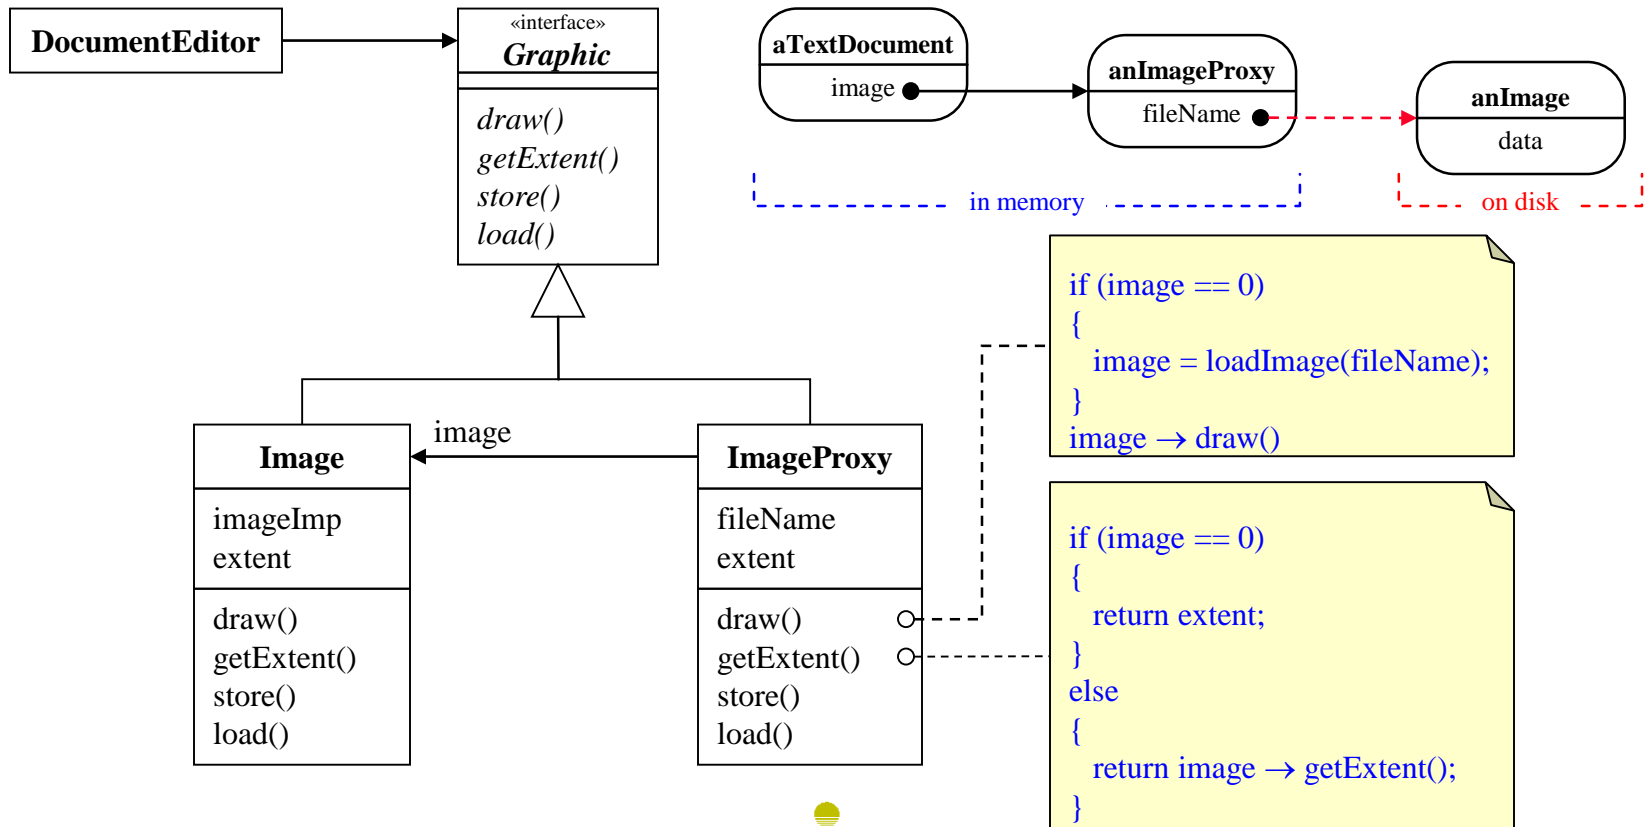 DocumentEditor
«interface»
Graphic
draw()
getExtent()
store()
load()
aTextDocument
image
anImageProxy
fileName
anImage
data
in memory
on disk
Image
imageImp
extent
draw()
getExtent()
store()
load()
image
ImageProxy
fileName
extent
draw()
getExtent()
store()
load()
if (image == 0)
{
image = loadImage(fileName);
}
image → draw()
if (image == 0)
{
return extent;
}
else
{
return image → getExtent();
}